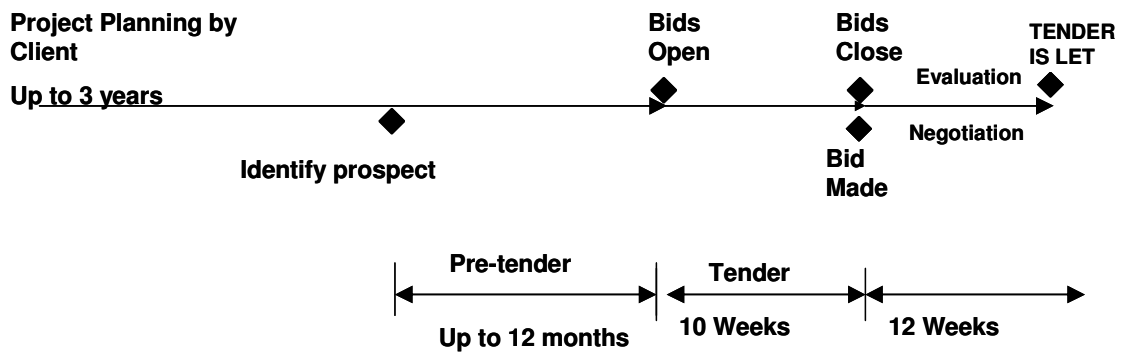 Project Planning by
Client
Up to 3 years
Bids
Open
Bids
Close
TENDER
IS LET
Evaluation
Negotiation
Identify prospect
Bid
Made
Pre-tender
Tender
Up to 12 months
10 Weeks
12 Weeks